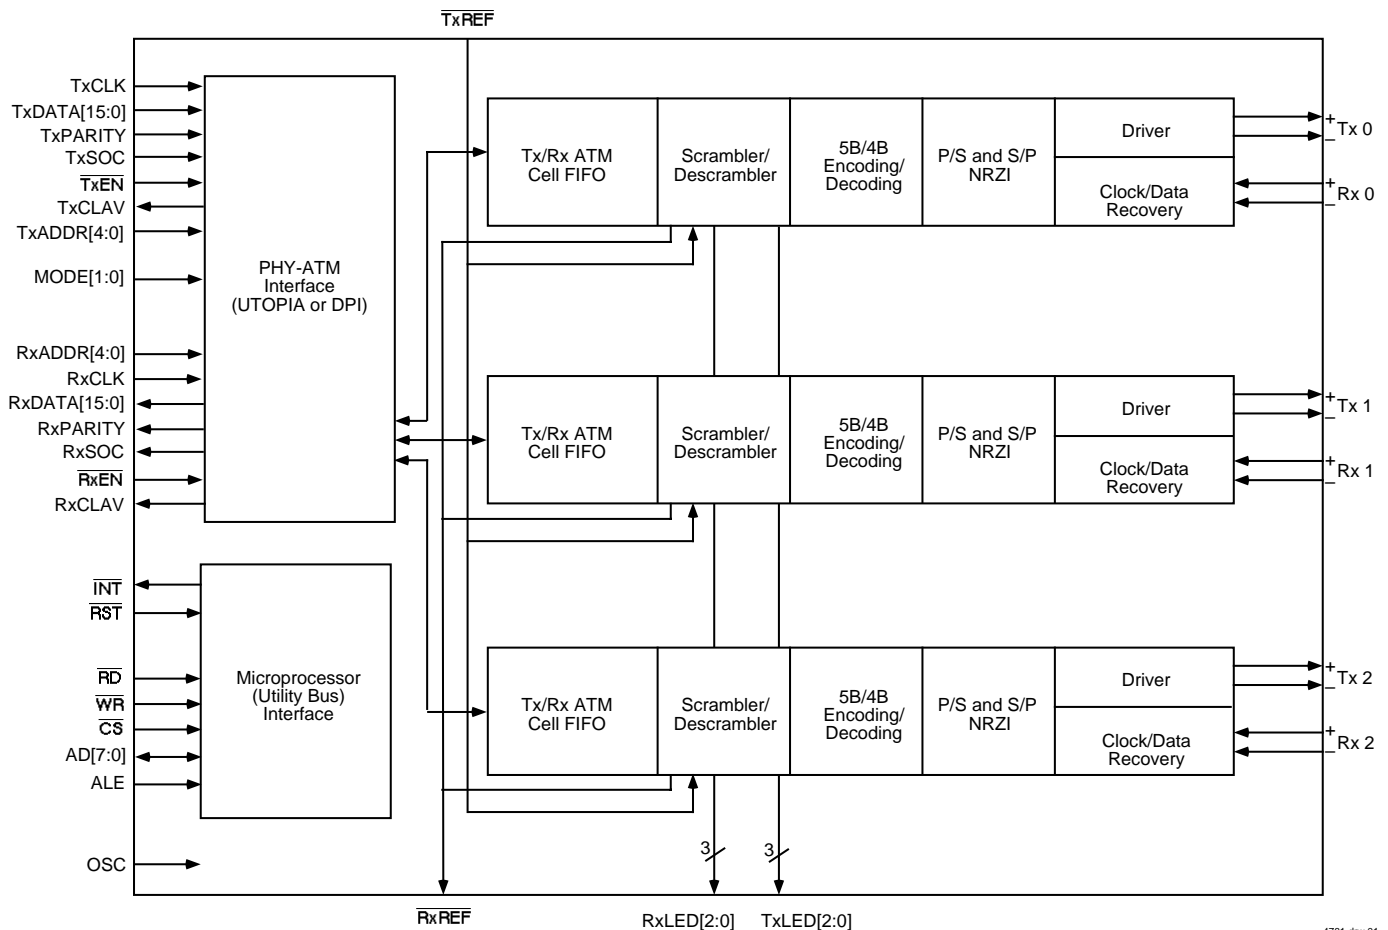 TxREF
TxCLK
TxDATA[15:0]
TxPARITY
TxSOC
TxEN
TxCLAV
TxADDR[4:0]
MODE[1:0]
RxADDR[4:0]
RxCLK
RxDATA[15:0]
RxPARITY
RxSOC
RxEN
RxCLAV
PHY-ATM
Interface
(UTOPIA or DPI)
INT
RST
RD
WR
CS
AD[7:0]
ALE
Microprocessor
(Utility Bus)
Interface
OSC
Tx/Rx ATM
Cell FIFO
Scrambler/
Descrambler
5B/4B
Encoding/
Decoding
P/S and S/P
NRZI
Driver
Clock/Data
Recovery
+
–
Tx 0
+
–
Rx 0
Tx/Rx ATM
Cell FIFO
Scrambler/
Descrambler
5B/4B
Encoding/
Decoding
P/S and S/P
NRZI
Driver
Clock/Data
Recovery
+
–
Tx 1
+
–
Rx 1
Tx/Rx ATM
Cell FIFO
Scrambler/
Descrambler
5B/4B
Encoding/
Decoding
P/S and S/P
NRZI
Driver
Clock/Data
Recovery
+
–
Tx 2
+
–
Rx 2
3
3
RxREF
RxLED[2:0]
TxLED[2:0]